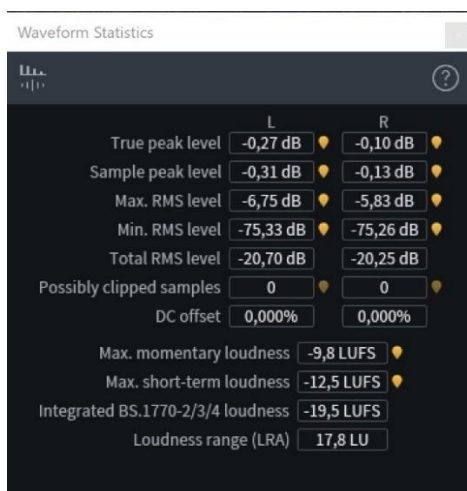 Waveform Statistics
?
L R
True peak level -0,27 dB -0,10 dB
Sample peak level -0,31 dB -0,13 dB
Max. RMS level -6,75 dB -5,83 dB
Min. RMS level -75,33 dB -75,26 dB
Total RMS level -20,70 dB -20,25 dB
Possibly clipped samples 0 0
DC offset 0,000% 0,000%
Max. momentary loudness -9,8 LUFS
Max. short-term loudness -12,5 LUFS
Integrated BS.1770-2/3/4 loudness -19,5 LUFS
Loudness range (LRA) 17,8 LU